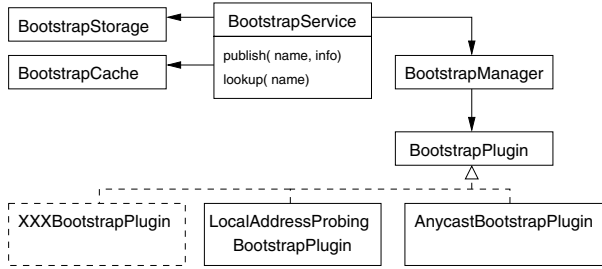 BootstrapStorage
BootstrapService
publish( name, info)
lookup( name)
BootstrapCache
BootstrapManager
BootstrapPlugin
XXXBootstrapPlugin
LocalAddressProbing
BootstrapPlugin
AnycastBootstrapPlugin